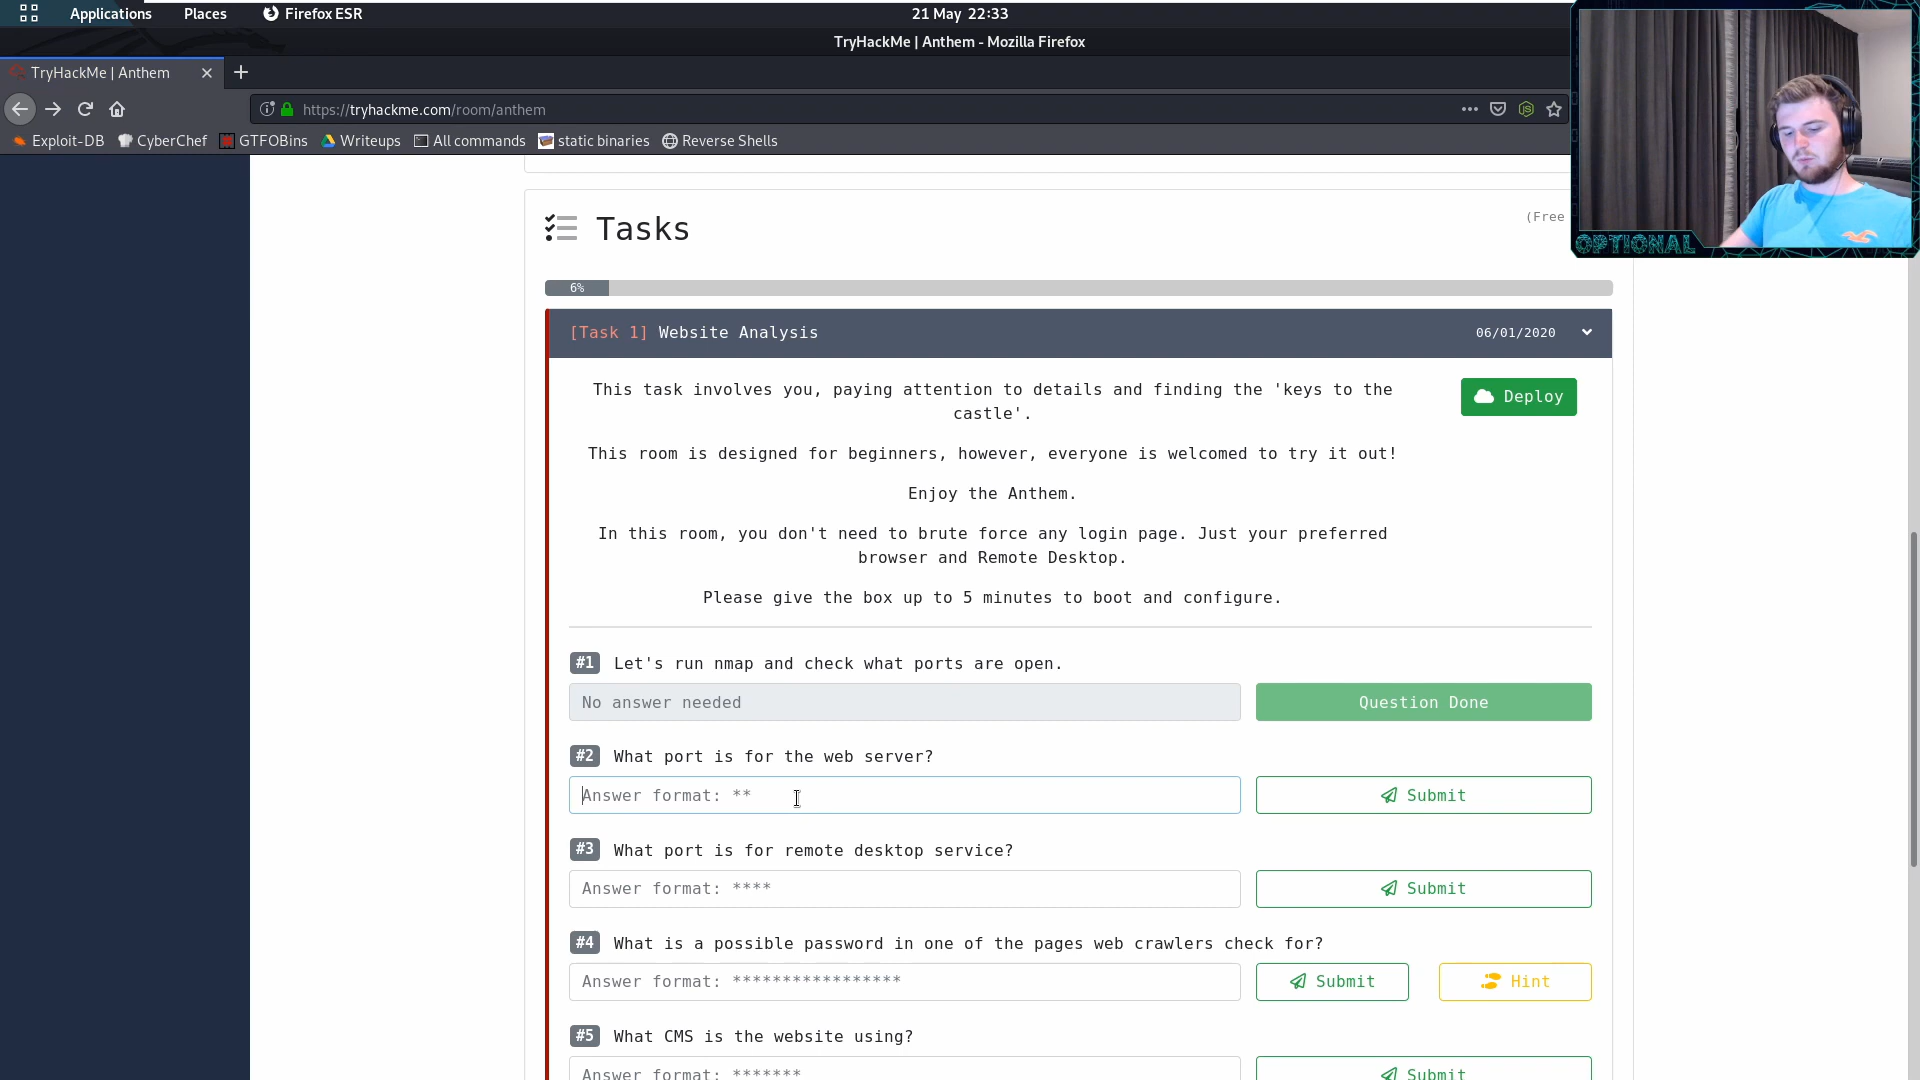 Applications Places Firefox ESR 21 May 22:33
TryHackMe | Anthem - Mozilla Firefox
TryHackMe | Anthem
https://tryhackme.com/room/anthem
Exploit-DB CyberChef GTFOBins Writeups All commands static binaries Reverse Shells
OPTIONAL
Tasks
(Free
6%
[Task 1] Website Analysis 06/01/2020
This task involves you, paying attention to details and finding the 'keys to the
castle'.
Deploy
This room is designed for beginners, however, everyone is welcomed to try it out!
Enjoy the Anthem.
In this room, you don't need to brute force any login page. Just your preferred
browser and Remote Desktop.
Please give the box up to 5 minutes to boot and configure.
#1 Let's run nmap and check what ports are open.
No answer needed Question Done
#2 What port is for the web server?
Answer format: ** Submit
#3 What port is for remote desktop service?
Answer format: **** Submit
#4 What is a possible password in one of the pages web crawlers check for?
Answer format: ***************** Submit Hint
#5 What CMS is the website using?
Answer format: ******* Submit